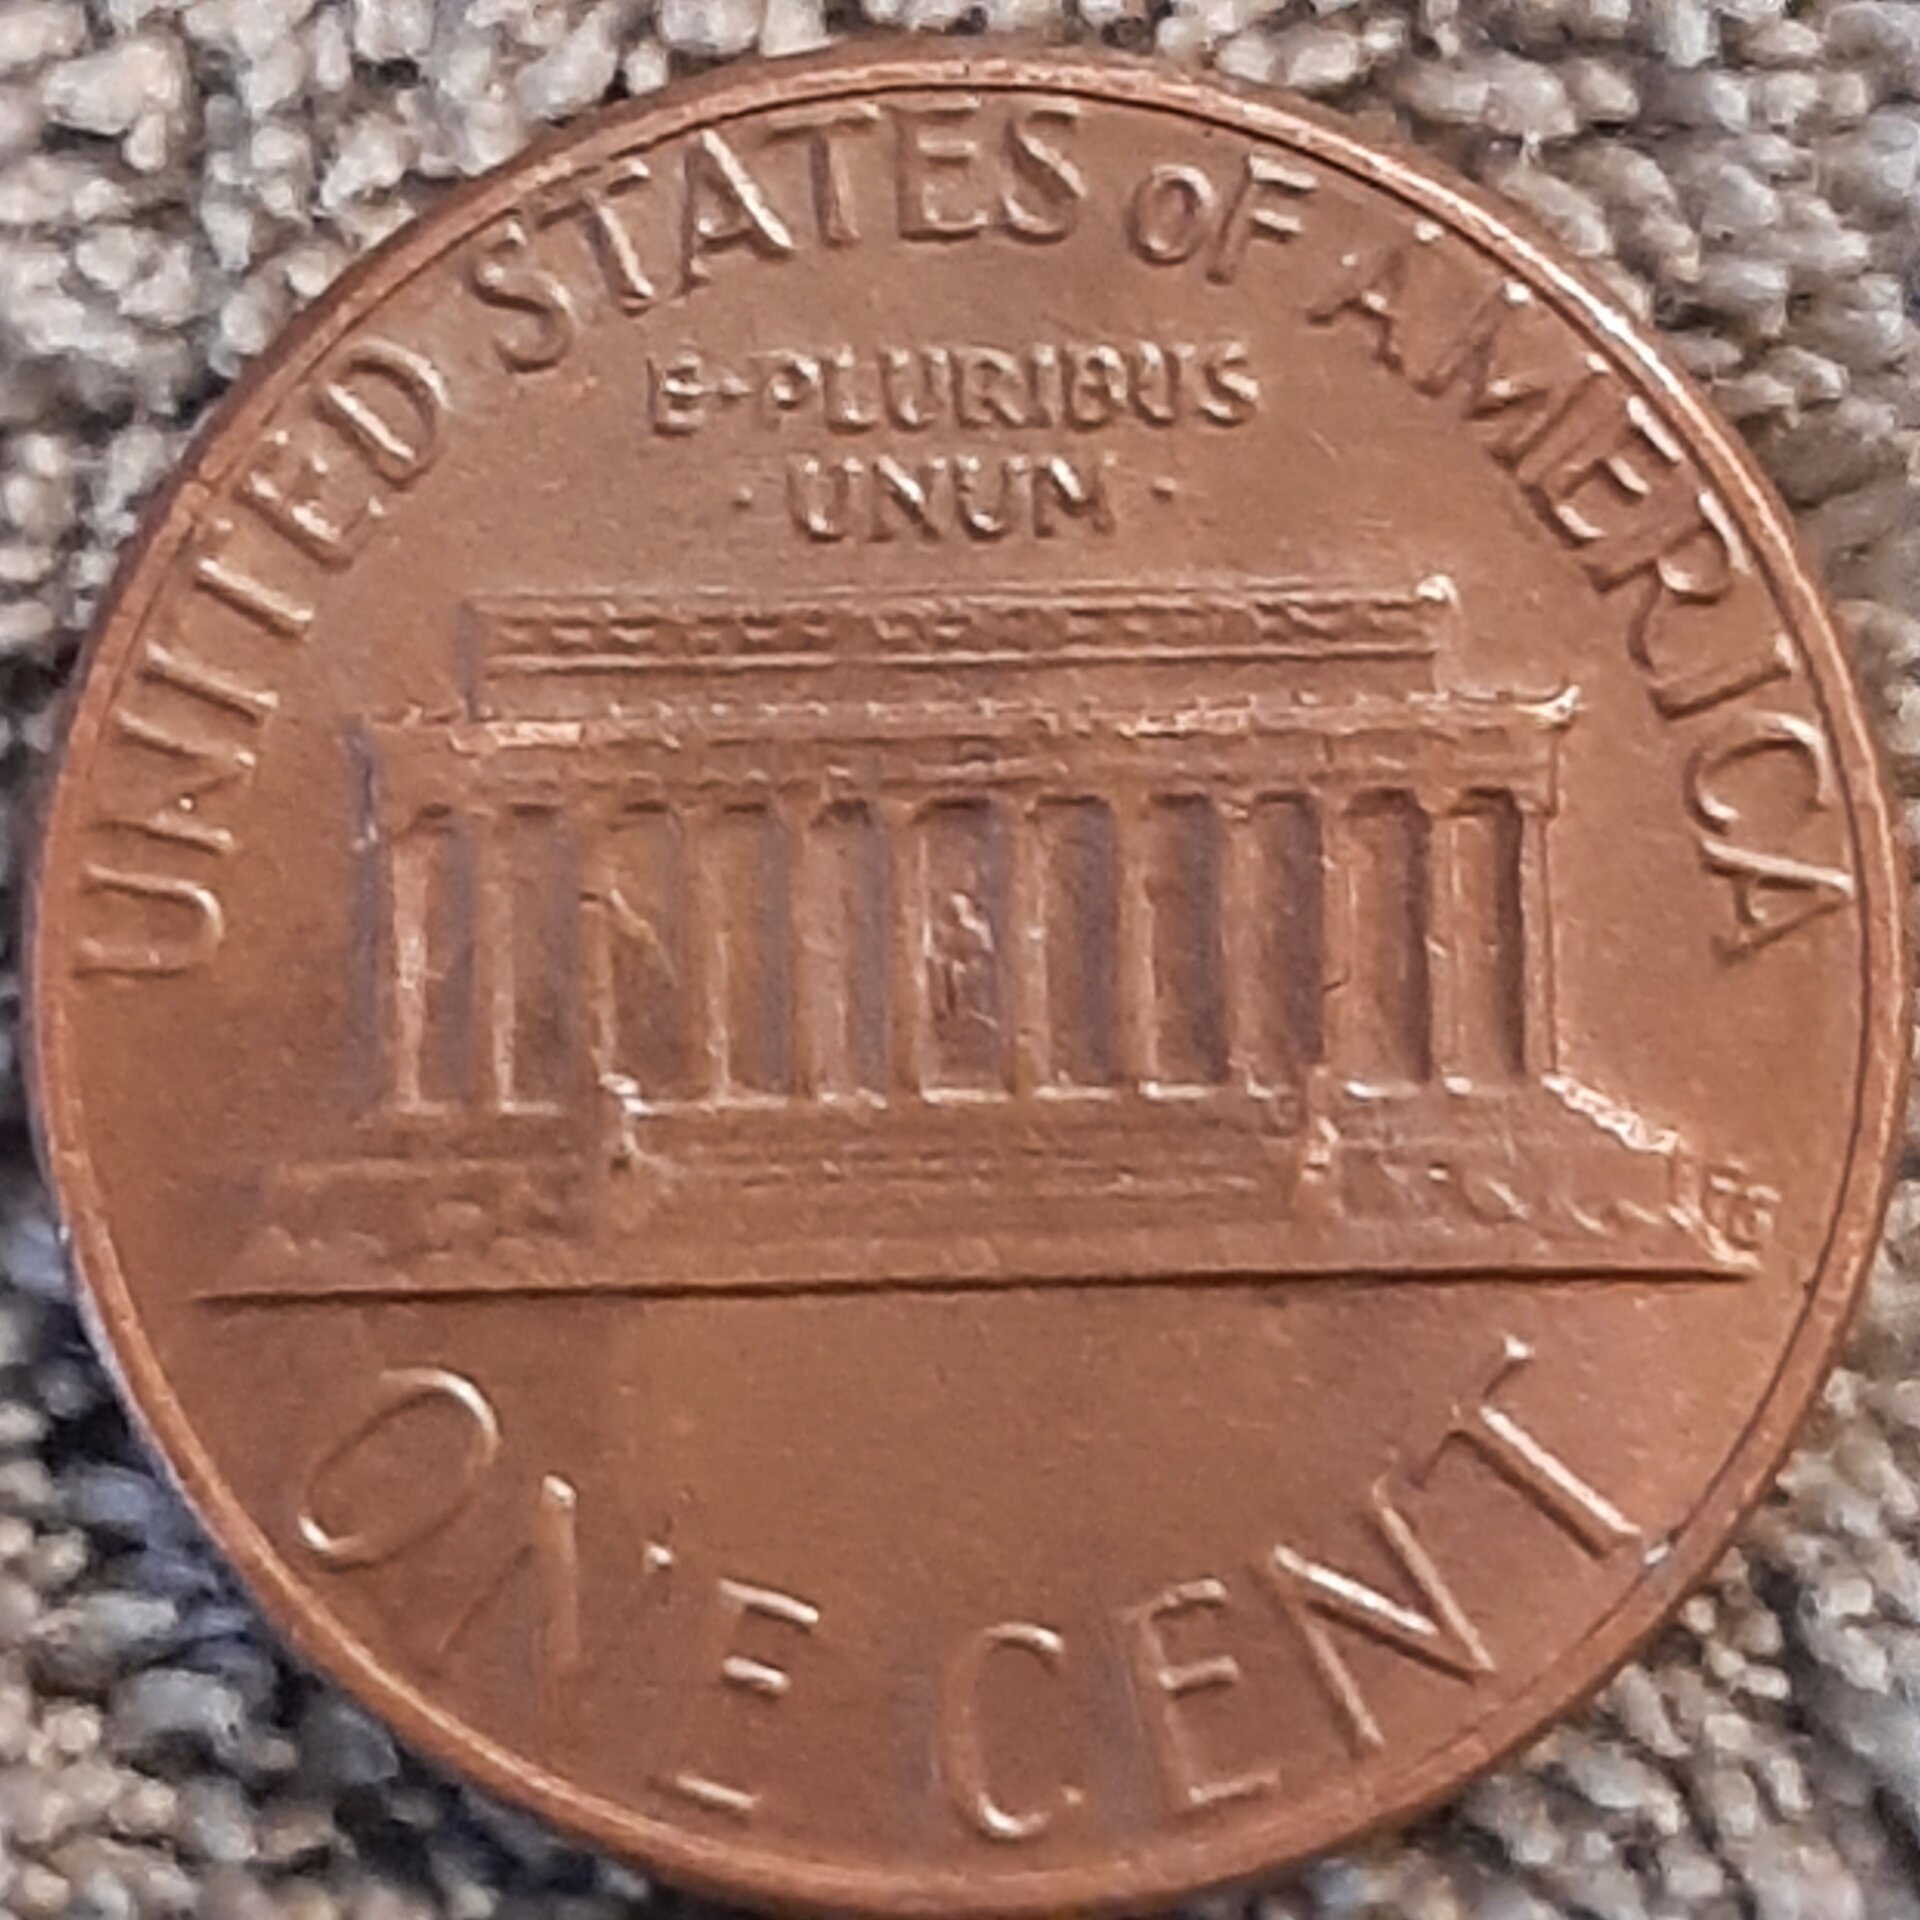 UNITED STATES OF AMERICA
E·PLURIBUS
·UNUM·
ONE CENT